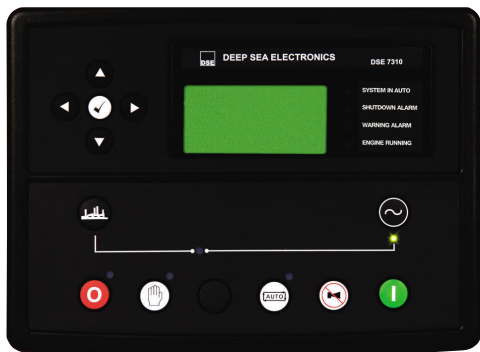 DSE DEEP SEA ELECTRONICS DSE 7310
SYSTEM IN AUTO
SHUTDOWN ALARM
WARNING ALARM
ENGINE RUNNING
O AUTO I